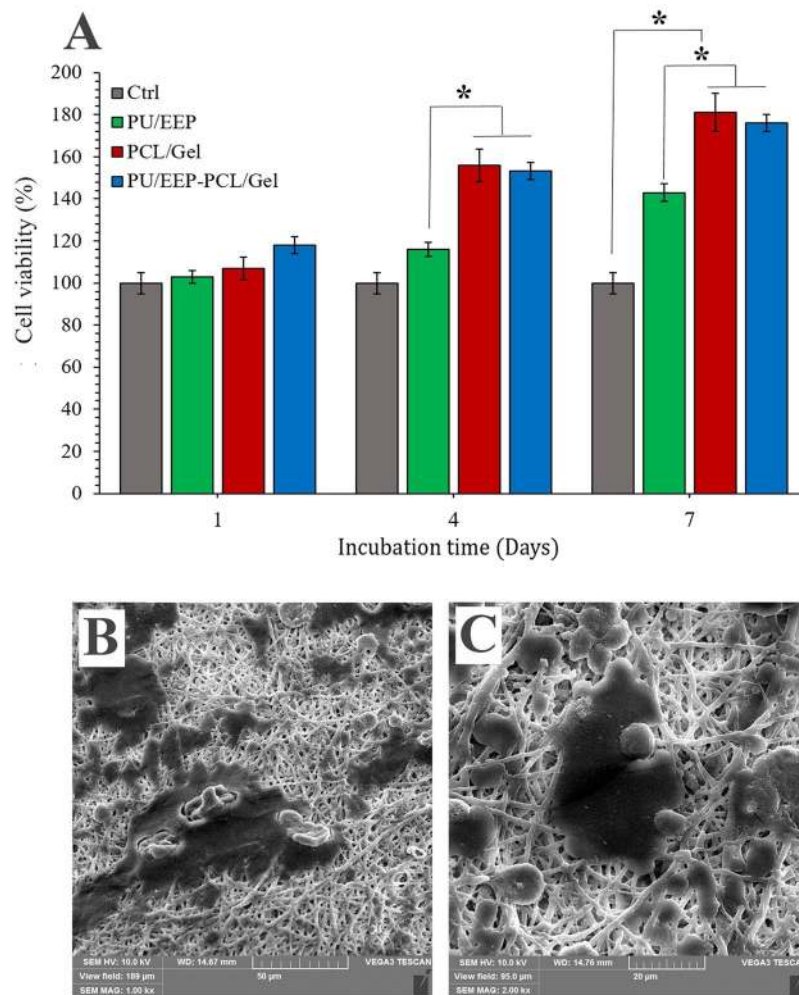 A
*
*
*
200
180
160
140
120
100
80
60
40
20
0
Cell viability (%)
Ctrl
PU/EEP
PCL/Gel
PU/EEP-PCL/Gel
1 4 7
Incubation time (Days)
B
SEM HV: 10.0 kV WD: 14.67 mm VEGA3 TESCAN
View field: 189 µm 50 µm
SEM MAG: 1.00 kx
C
SEM HV: 10.0 kV WD: 14.76 mm VEGA3 TESCAN
View field: 95.0 µm 20 µm
SEM MAG: 2.00 kx